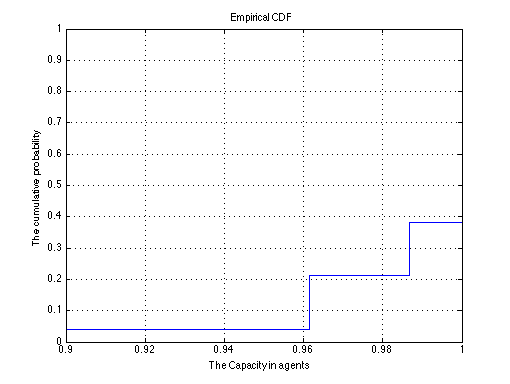 Empirical CDF
1
0.9
0.8
0.7
0.6
0.5
0.4
0.3
0.2
0.1
0
The cumulative probability
0.9 0.92 0.94 0.96 0.98 1
The Capacity in agents